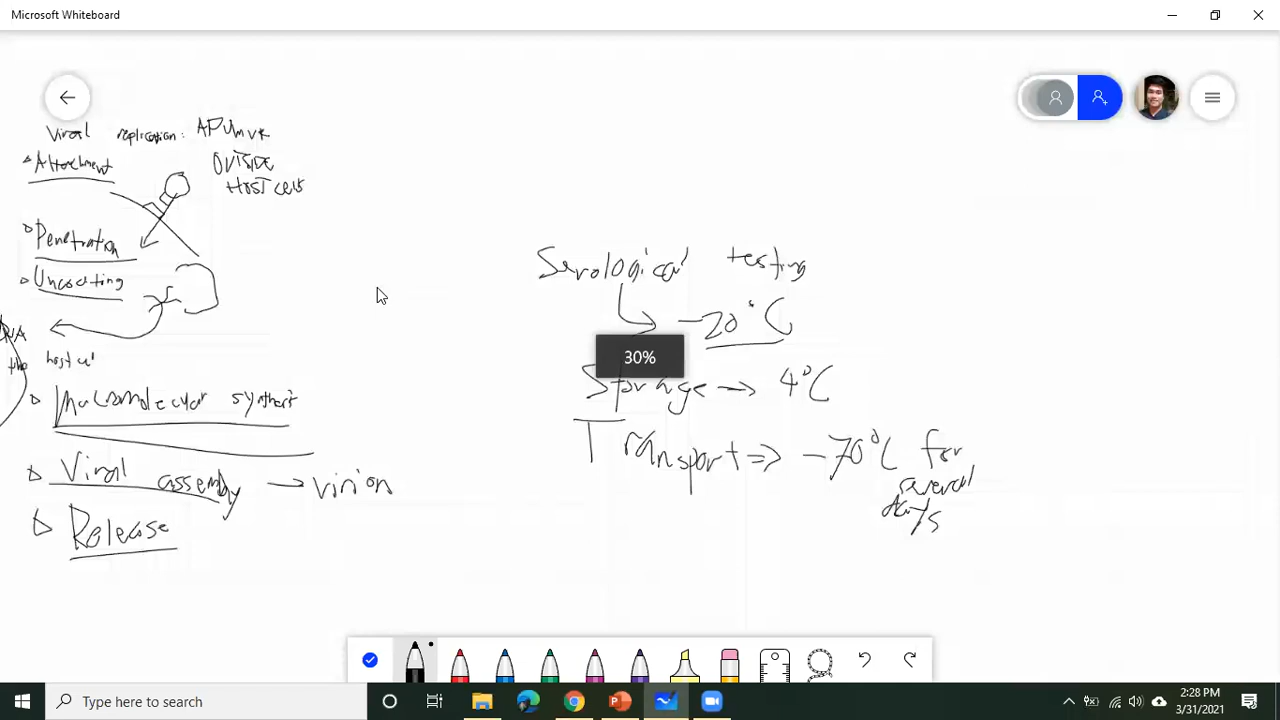 Microsoft Whiteboard
Viral replication: APUMVR
Attachment
OUTSIDE
HOST cells
Penetration
Uncoating
the host cel
Macromolecular synthesis
Viral assembly → virion
Release
Serological testing
-20°C
30%
Storage → 4°C
Transport ⇒ -70°C for
several
days
Type here to search
2:28 PM
3/31/2021